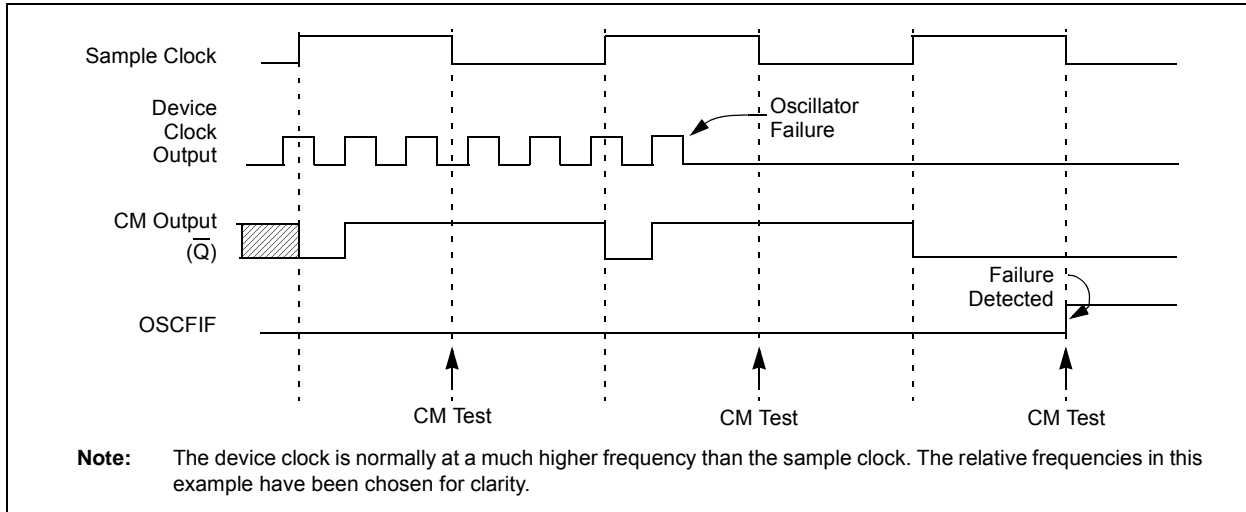 Sample Clock
Device
Clock
Output
Oscillator
Failure
CM Output
(Q̅)
Failure
Detected
OSCFIF
CM Test
CM Test
CM Test
Note: The device clock is normally at a much higher frequency than the sample clock. The relative frequencies in this
example have been chosen for clarity.